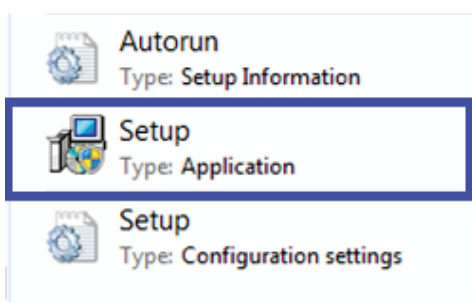 Autorun
Type: Setup Information
Setup
Type: Application
Setup
Type: Configuration settings